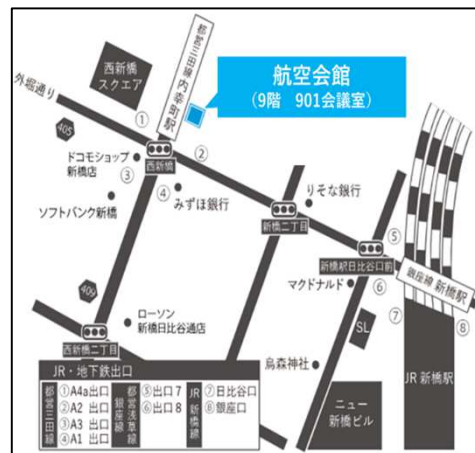 航空会館
(9階 901会議室)
都営三田線 内幸町駅
西新橋
スクエア
外堀通り
405
①
②
ドコモショップ
新橋店
西新橋
③
④
みずほ銀行
りそな銀行
ソフトバンク新橋
新橋二丁目
⑤
新橋駅日比谷口前
銀座線 新橋駅
マクドナルド
⑥
409
ローソン
新橋日比谷通店
SL
⑦
⑧
西新橋二丁目
烏森神社
JR 新橋駅
ニュー
新橋ビル
JR・地下鉄出口
都営三田線
①A4a出口
②A2 出口
③A3 出口
④A1 出口
銀座線
都営浅草線
⑤出口 7
⑥出口 8
JR新橋線
⑦日比谷口
⑧銀座口